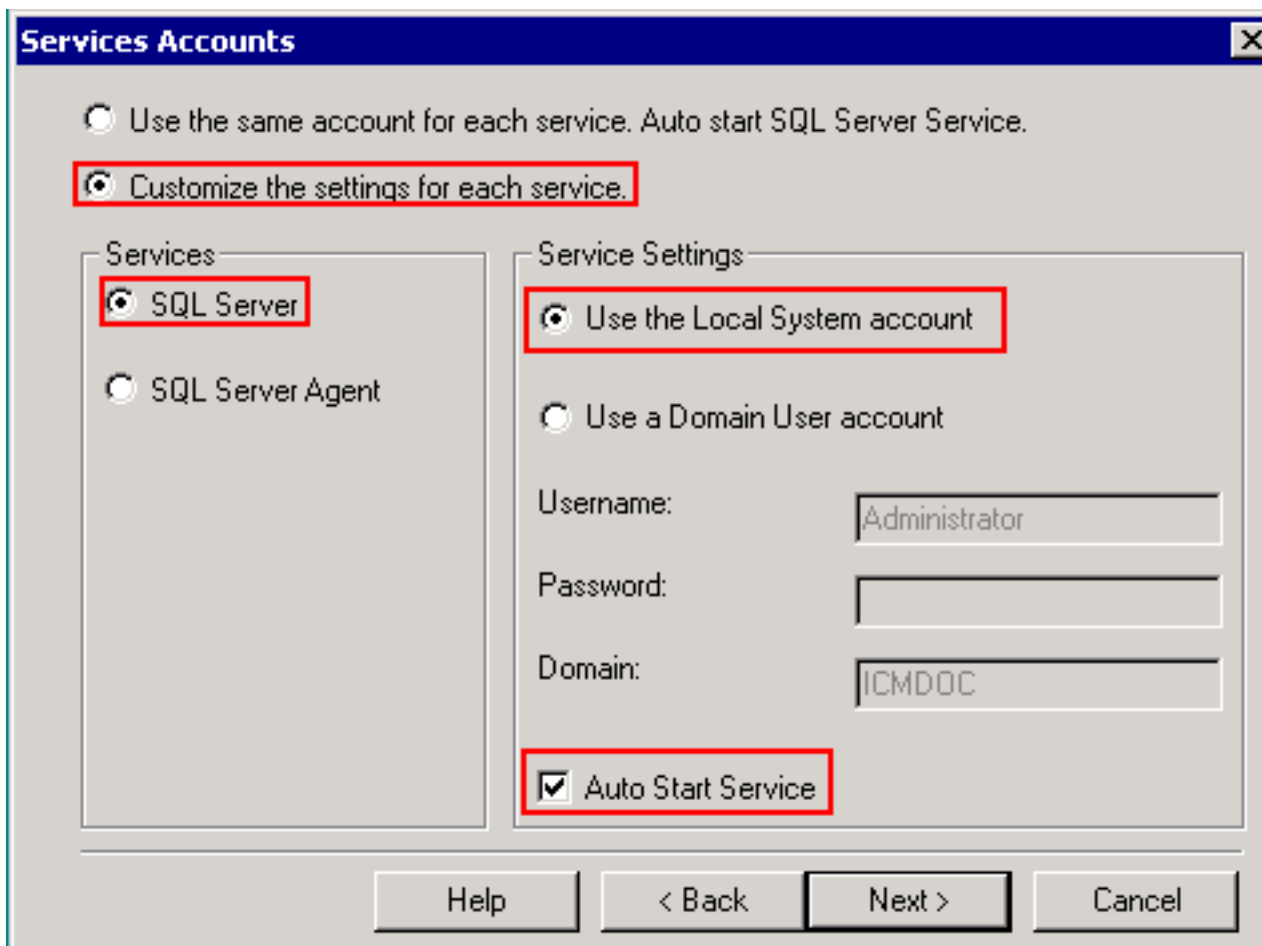 Services Accounts
Use the same account for each service. Auto start SQL Server Service.
Customize the settings for each service.
Services
SQL Server
SQL Server Agent
Service Settings
Use the Local System account
Use a Domain User account
Username:
Administrator
Password:
Domain:
ICMDOC
Auto Start Service
Help
< Back
Next >
Cancel